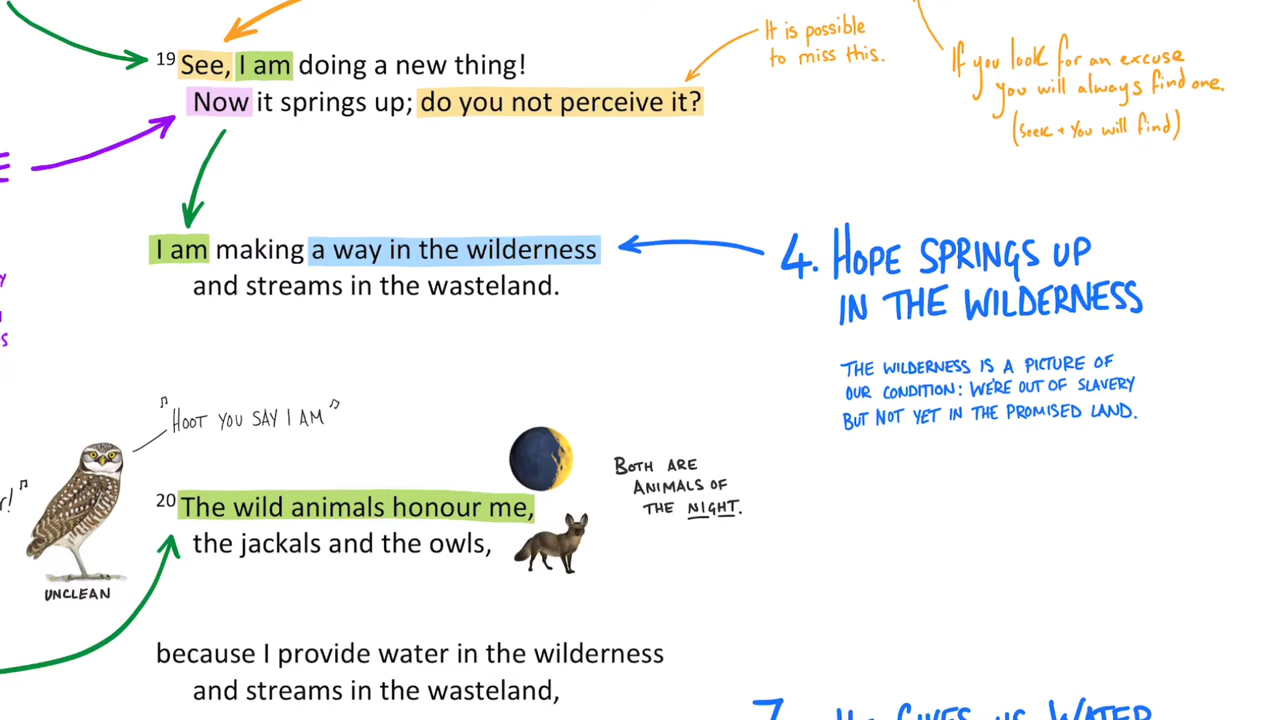 It is possible
to miss this.
If you look for an excuse
you will always find one.
(Seek + You will find)
19 See, I am doing a new thing!
Now it springs up; do you not perceive it?
I am making a way in the wilderness
and streams in the wasteland.
4. HOPE SPRINGS UP
IN THE WILDERNESS
THE WILDERNESS IS A PICTURE OF
OUR CONDITION: WE'RE OUT OF SLAVERY
BUT NOT YET IN THE PROMISED LAND.
"HOOT YOU SAY I AM"
UNCLEAN
20 The wild animals honour me,
the jackals and the owls,
BOTH ARE
ANIMALS OF
THE NIGHT.
because I provide water in the wilderness
and streams in the wasteland,
7. HE GIVES US WATER